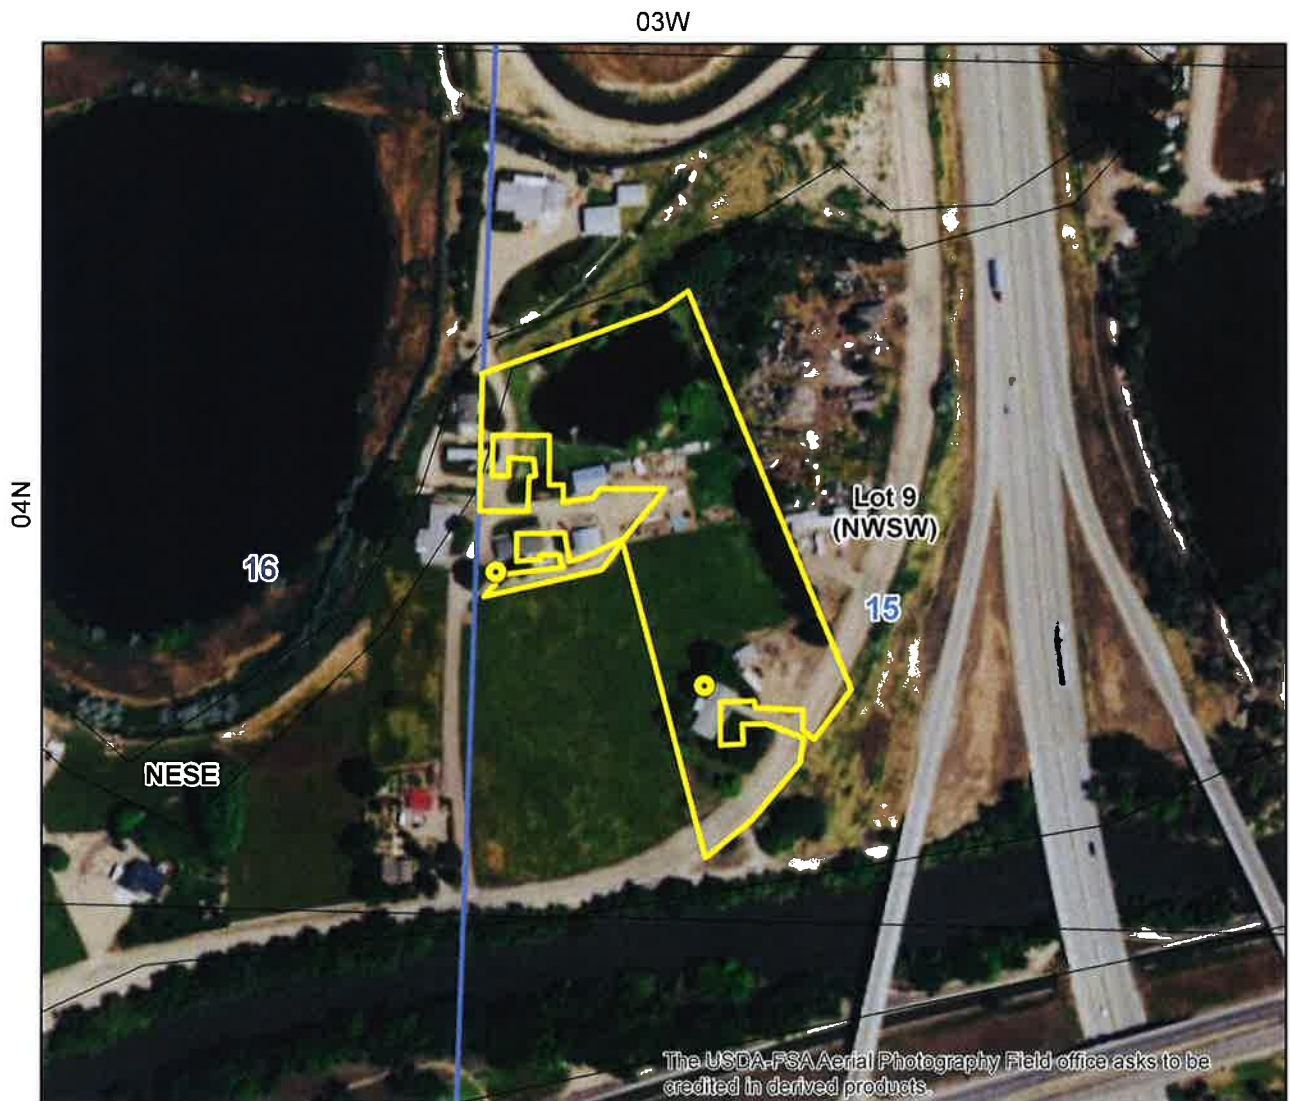 03W
04N
Lot 9
(NWSW)
16
15
NESE
The USDA-FSA Aerial Photography Field office asks to be
credited in derived products.